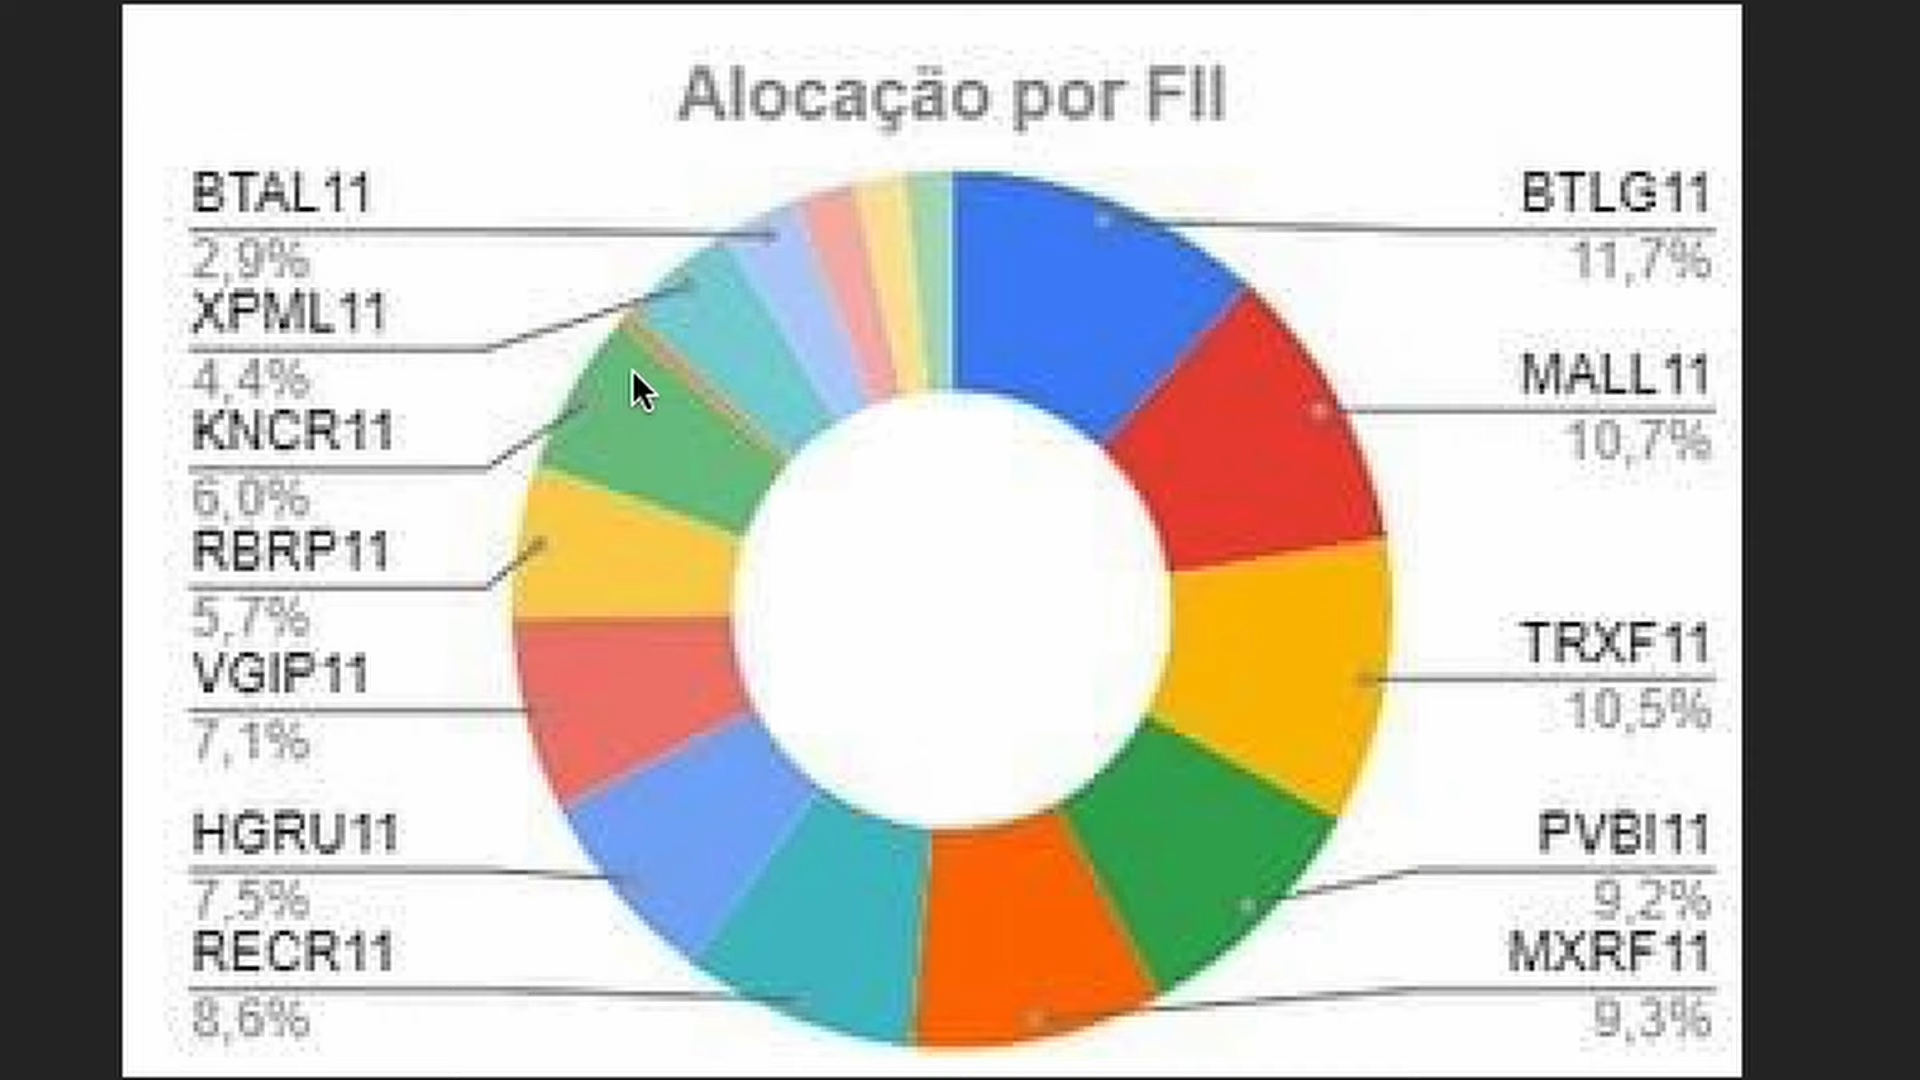 Alocação por FII
BTAL11
2,9%
XPML11
4,4%
KNCR11
6,0%
RBRP11
5,7%
VGIP11
7,1%
HGRU11
7,5%
RECR11
8,6%
BTLG11
11,7%
MALL11
10,7%
TRXF11
10,5%
PVBI11
9,2%
MXRF11
9,3%